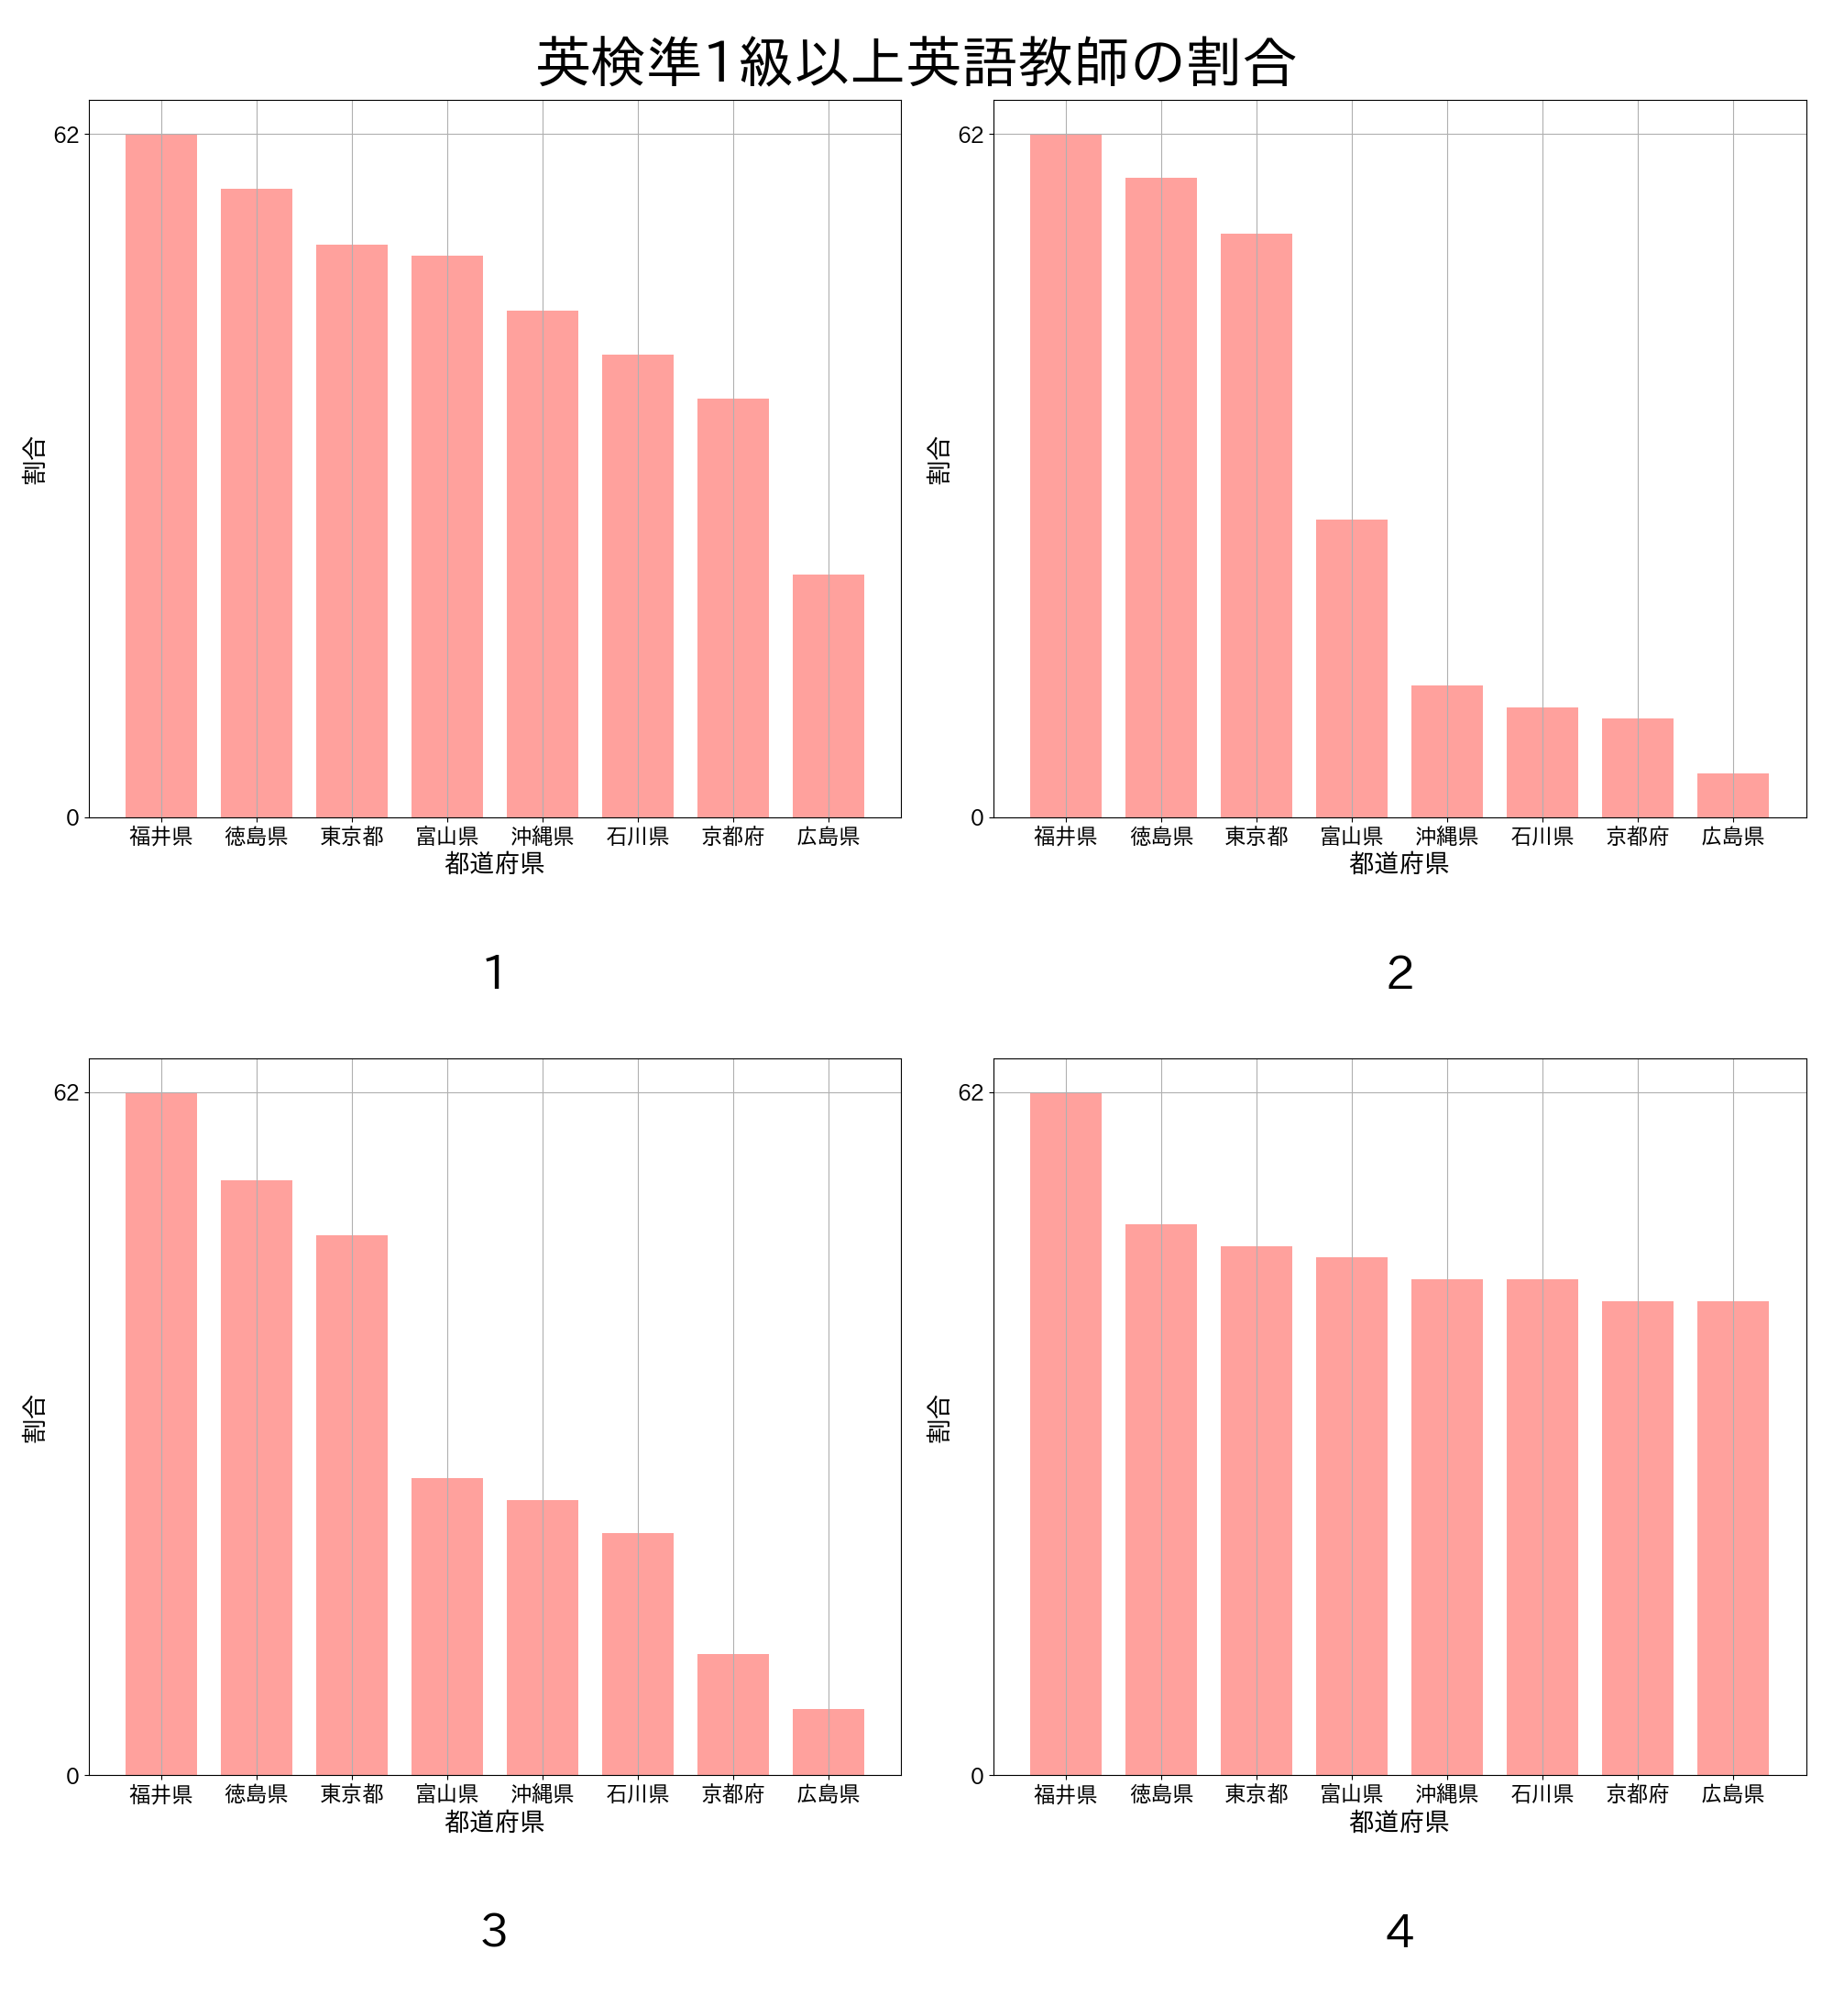 英検準1級以上英語教師の割合
62
0
割合
福井県 徳島県 東京都 富山県 沖縄県 石川県 京都府 広島県
都道府県
1
62
0
割合
福井県 徳島県 東京都 富山県 沖縄県 石川県 京都府 広島県
都道府県
2
62
0
割合
福井県 徳島県 東京都 富山県 沖縄県 石川県 京都府 広島県
都道府県
3
62
0
割合
福井県 徳島県 東京都 富山県 沖縄県 石川県 京都府 広島県
都道府県
4